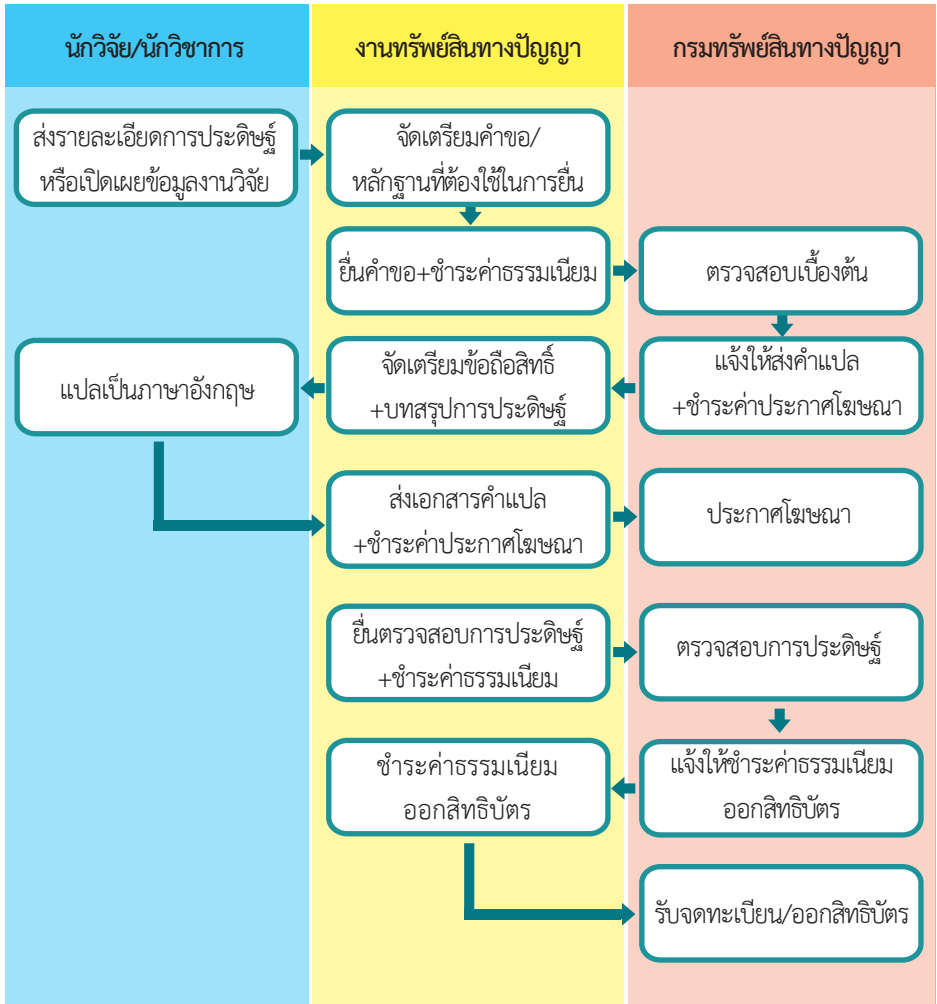 นักวิจัย/นักวิชาการ
งานทรัพย์สินทางปัญญา
กรมทรัพย์สินทางปัญญา
ส่งรายละเอียดการประดิษฐ์
หรือเปิดเผยข้อมูลงานวิจัย
จัดเตรียมคำขอ/
หลักฐานที่ต้องใช้ในการยื่น
ยื่นคำขอ+ชำระค่าธรรมเนียม
ตรวจสอบเบื้องต้น
แจ้งให้ส่งคำแปล
+ชำระค่าประกาศโฆษณา
จัดเตรียมข้อถือสิทธิ์
+บทสรุปการประดิษฐ์
แปลเป็นภาษาอังกฤษ
ส่งเอกสารคำแปล
+ชำระค่าประกาศโฆษณา
ประกาศโฆษณา
ยื่นตรวจสอบการประดิษฐ์
+ชำระค่าธรรมเนียม
ตรวจสอบการประดิษฐ์
แจ้งให้ชำระค่าธรรมเนียม
ออกสิทธิบัตร
ชำระค่าธรรมเนียม
ออกสิทธิบัตร
รับจดทะเบียน/ออกสิทธิบัตร